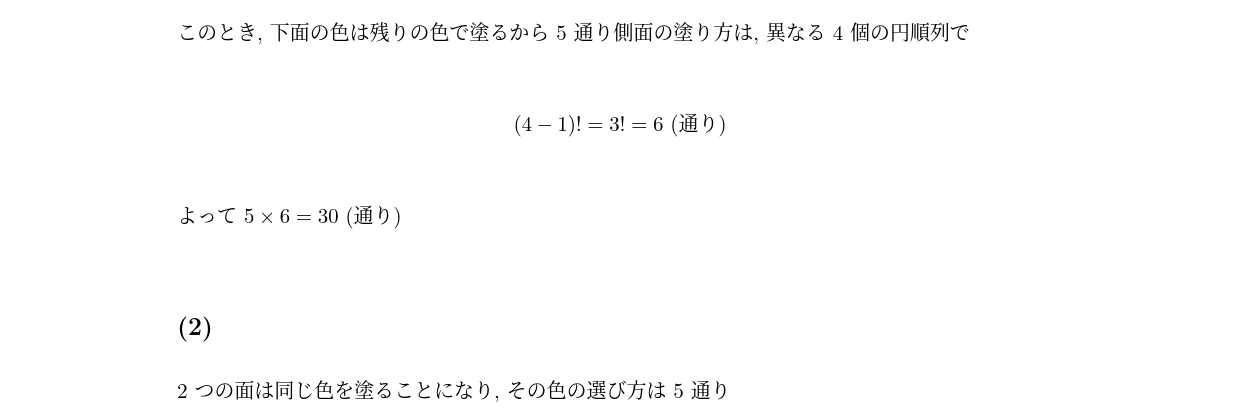 このとき, 下面の色は残りの色で塗るから 5 通り側面の塗り方は, 異なる 4 個の円順列で
(4 − 1)! = 3! = 6 (通り)
よって 5 × 6 = 30 (通り)
(2)
2 つの面は同じ色を塗ることになり, その色の選び方は 5 通り